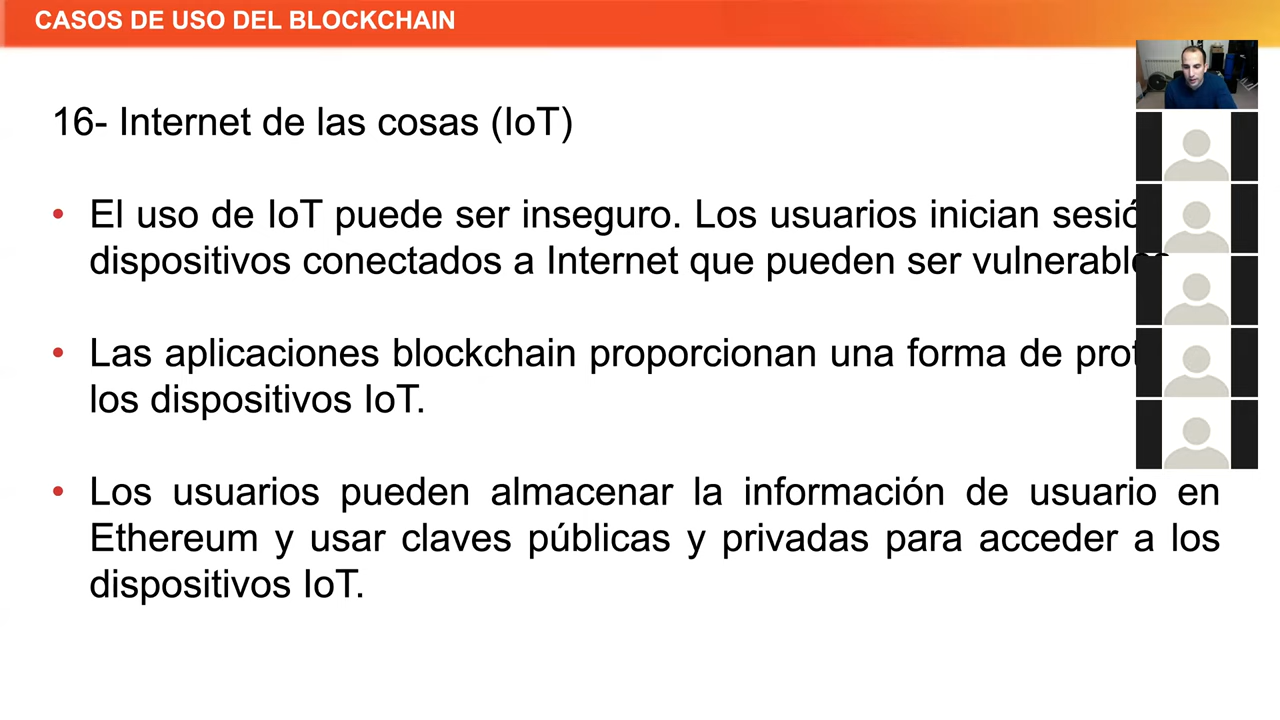 CASOS DE USO DEL BLOCKCHAIN
16- Internet de las cosas (IoT)
• El uso de IoT puede ser inseguro. Los usuarios inician
dispositivos conectados a Internet que pueden ser
• Las aplicaciones blockchain proporcionan una forma de
los dispositivos IoT.
• Los usuarios pueden almacenar la información de usuario en
Ethereum y usar claves públicas y privadas para acceder a los
dispositivos IoT.